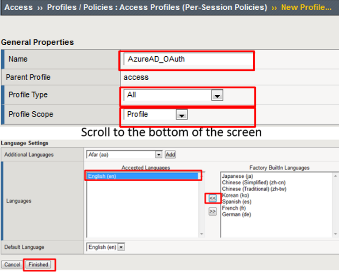 Access ›› Profiles / Policies : Access Profiles (Per-Session Policies) ›› New Profile...
General Properties
Name AzureAD_OAuth
Parent Profile access
Profile Type All
Profile Scope Profile
Scroll to the bottom of the screen
Language Settings
Additional Languages Afar (aa) Add
Accepted Languages Factory BuiltIn Languages
English (en) Japanese (ja)
Chinese (Simplified) (zh-cn)
Chinese (Traditional) (zh-tw)
Languages << Korean (ko)
Spanish (es)
>> French (fr)
German (de)
Default Language English (en)
Cancel Finished